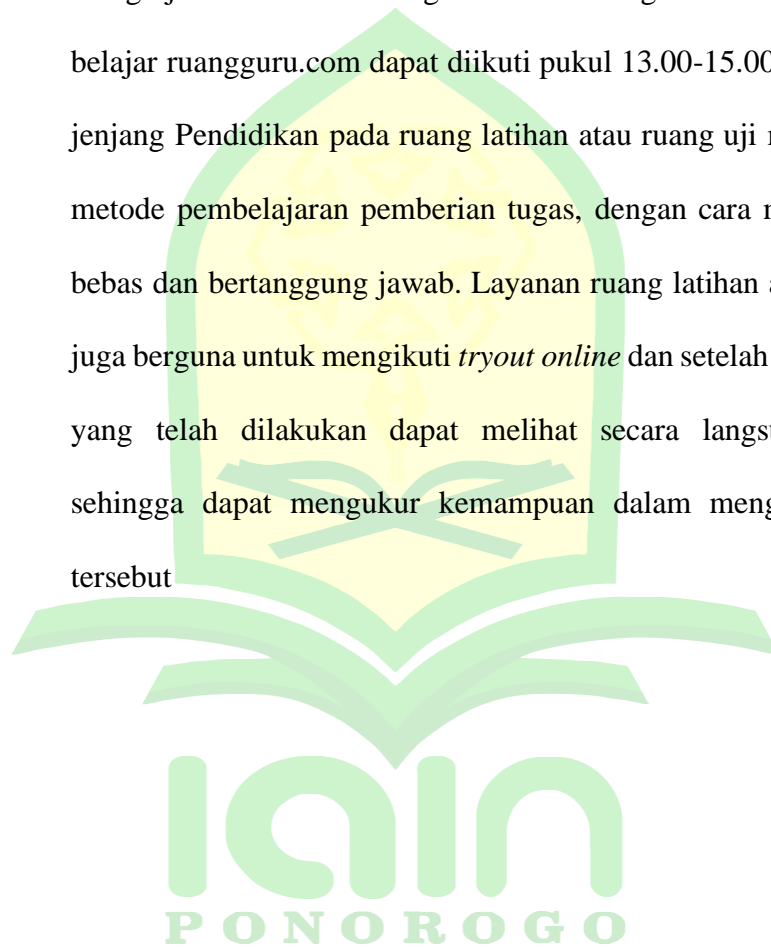 belajar ruangguru.com dapat diikuti pukul 13.00-15.00
jenjang Pendidikan pada ruang latihan atau ruang uji
metode pembelajaran pemberian tugas, dengan cara
bebas dan bertanggung jawab. Layanan ruang latihan
juga berguna untuk mengikuti tryout online dan setelah
yang telah dilakukan dapat melihat secara
sehingga dapat mengukur kemampuan dalam
tersebut
iain
PONOROGO